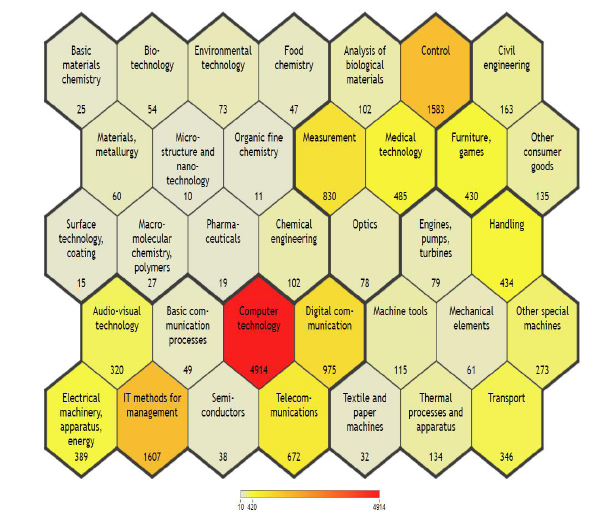 Basic
materials
chemistry
25
Bio-
technology
54
Environmental
technology
73
Food
chemistry
47
Analysis of
biological
materials
102
Control
1583
Civil
engineering
163
Materials,
metallurgy
60
Micro-
structure and
nano-
technology
10
Organic fine
chemistry
11
Measurement
830
Medical
technology
485
Furniture,
games
430
Other
consumer
goods
135
Surface
technology,
coating
15
Macro-
molecular
chemistry,
polymers
27
Pharma-
ceuticals
19
Chemical
engineering
102
Optics
78
Engines,
pumps,
turbines
79
Handling
434
Audio-visual
technology
320
Basic com-
munication
processes
49
Computer
technology
4914
Digital com-
munication
975
Machine tools
115
Mechanical
elements
61
Other special
machines
273
Electrical
machinery,
apparatus,
energy
389
IT methods for
management
1607
Semi-
conductors
38
Telecom-
munications
672
Textile and
paper
machines
32
Thermal
processes and
apparatus
134
Transport
346
10 420 4914